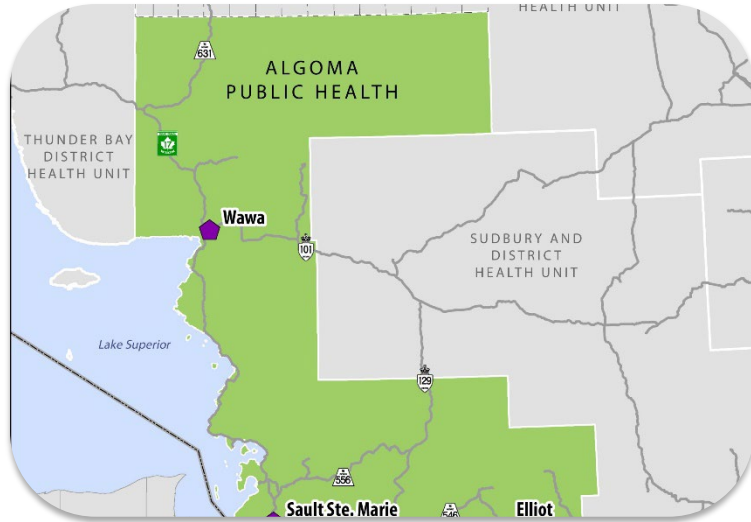 HEALTH UNIT
631
ALGOMA
PUBLIC HEALTH
17
THUNDER BAY
DISTRICT
HEALTH UNIT
Wawa
101
SUDBURY AND
DISTRICT
HEALTH UNIT
Lake Superior
129
556
Sault Ste. Marie
546
Elliot